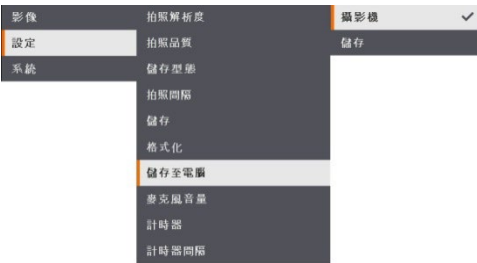 影像
設定
系統
拍照解析度
拍照品質
儲存型態
拍照間隔
儲存
格式化
儲存至電腦
麥克風音量
計時器
計時器間隔
攝影機
儲存